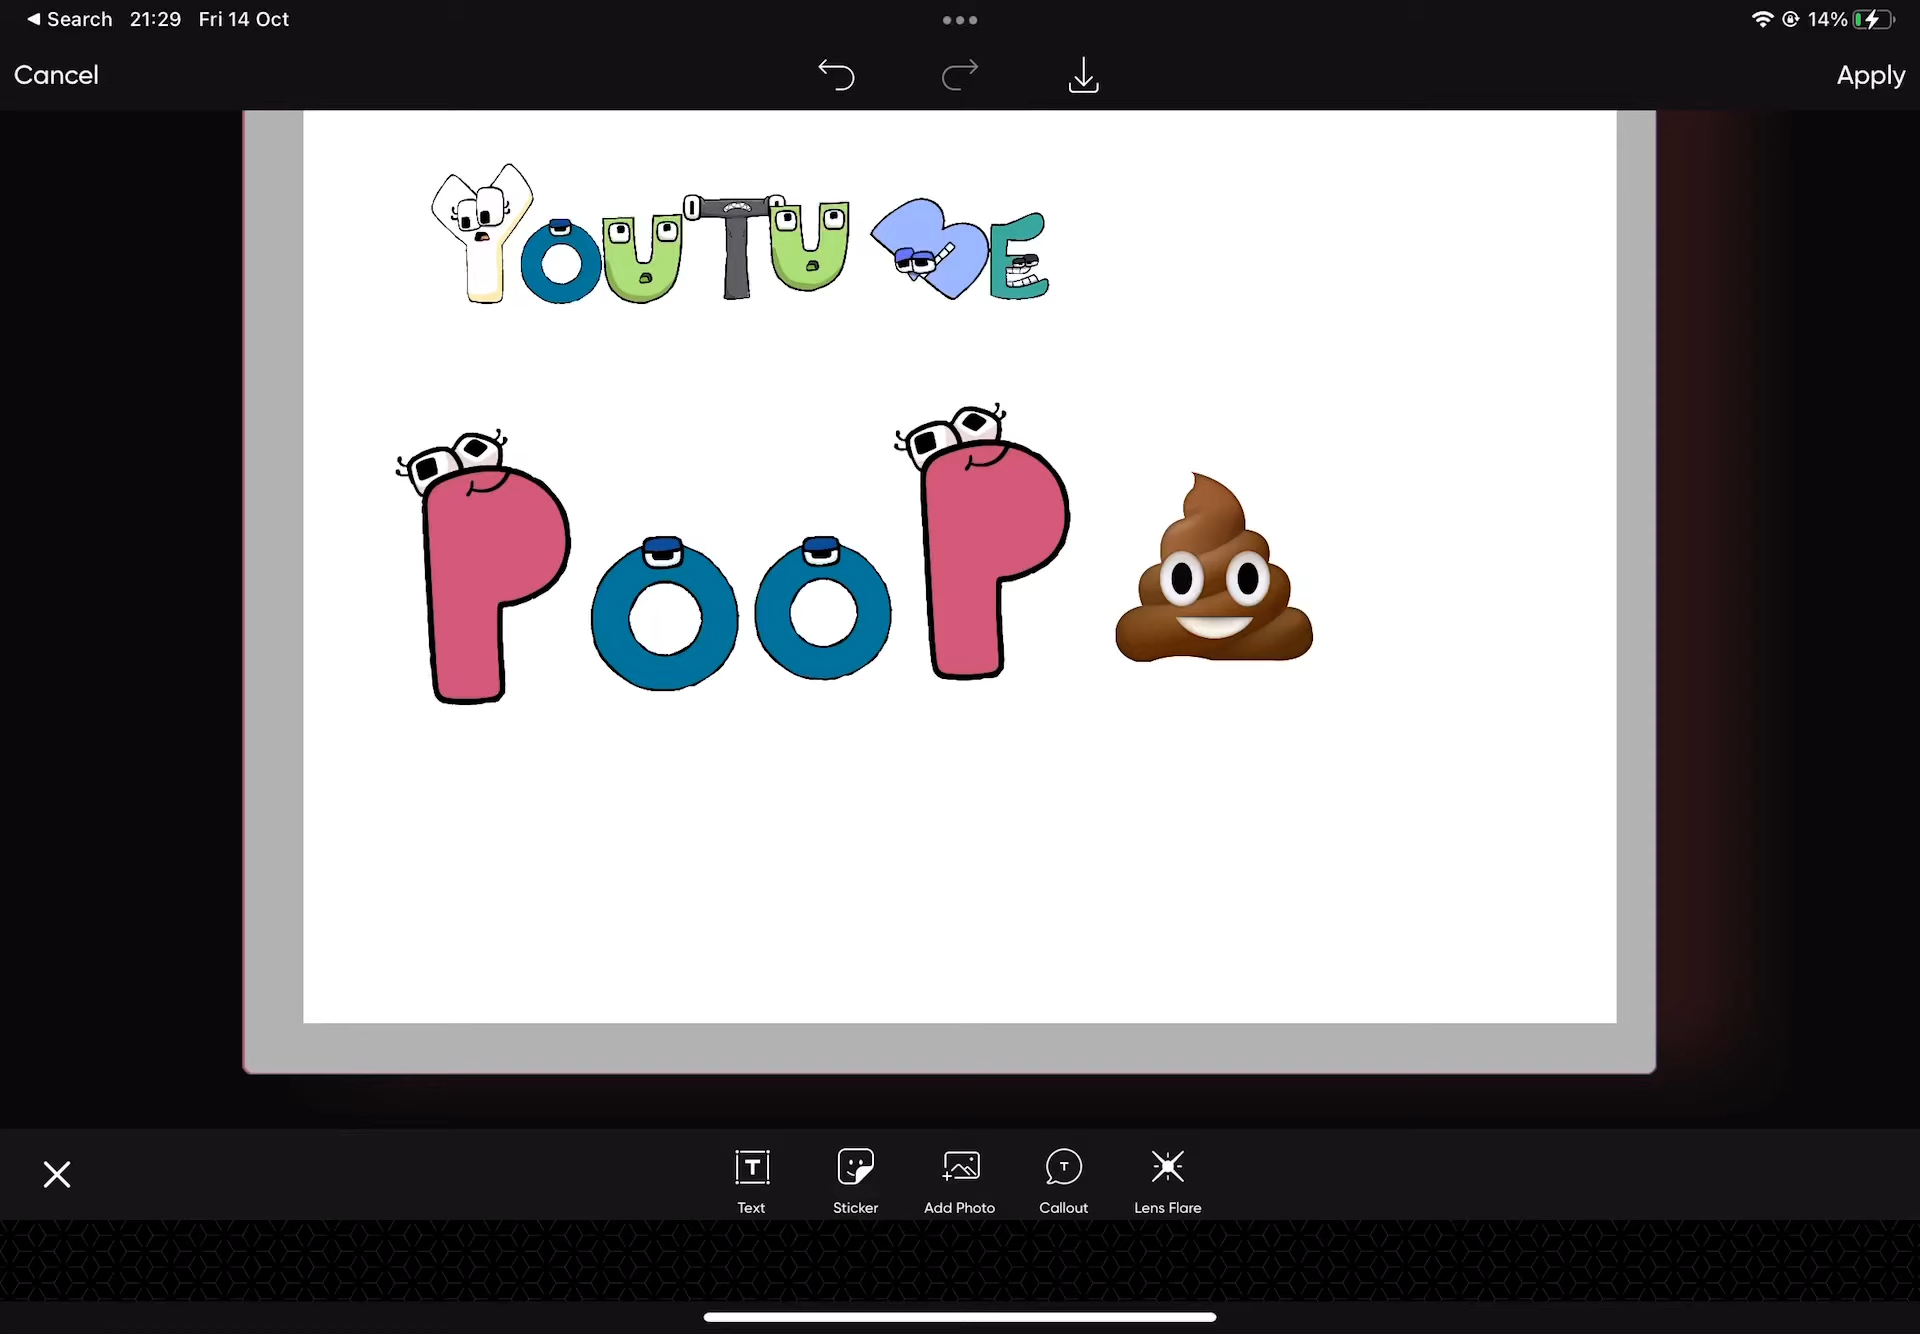 Search 21:29 Fri 14 Oct 14%
Cancel Apply
YOUTUBE
POOP
Text Sticker Add Photo Callout Lens Flare